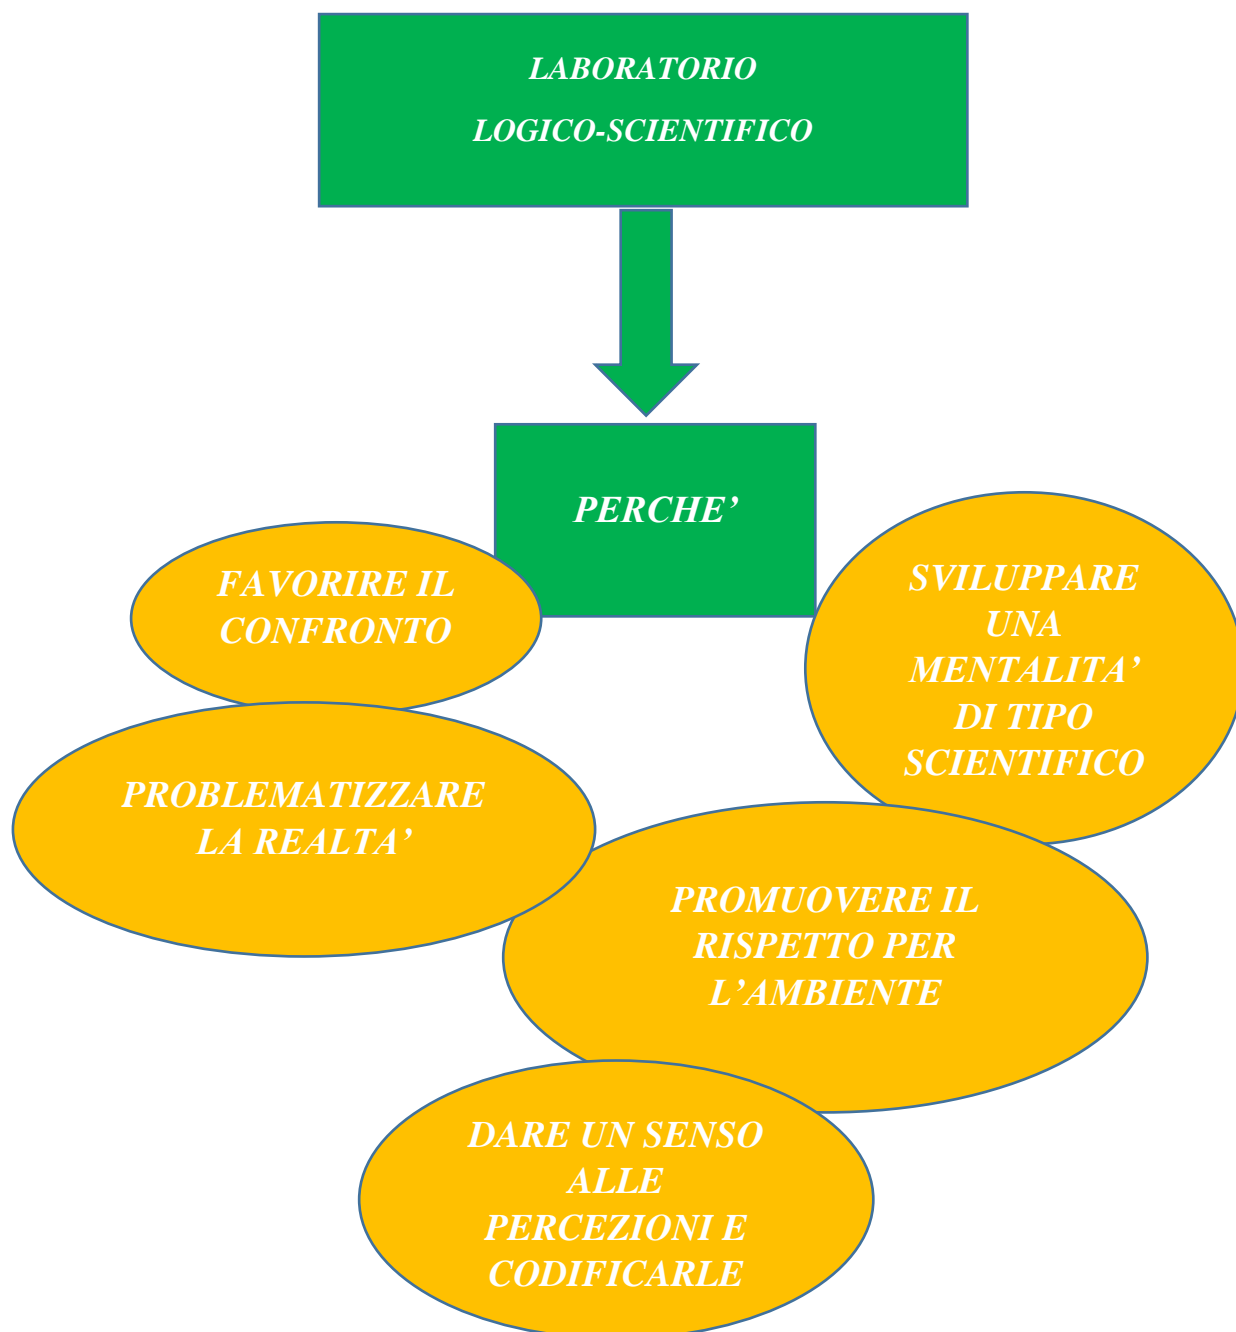 LABORATORIO
LOGICO-SCIENTIFICO
PERCHE’
FAVORIRE IL
CONFRONTO
SVILUPPARE
UNA
MENTALITA’
DI TIPO
SCIENTIFICO
PROBLEMATIZZARE
LA REALTA’
PROMUOVERE IL
RISPETTO PER
L’AMBIENTE
DARE UN SENSO
ALLE
PERCEZIONI E
CODIFICARLE